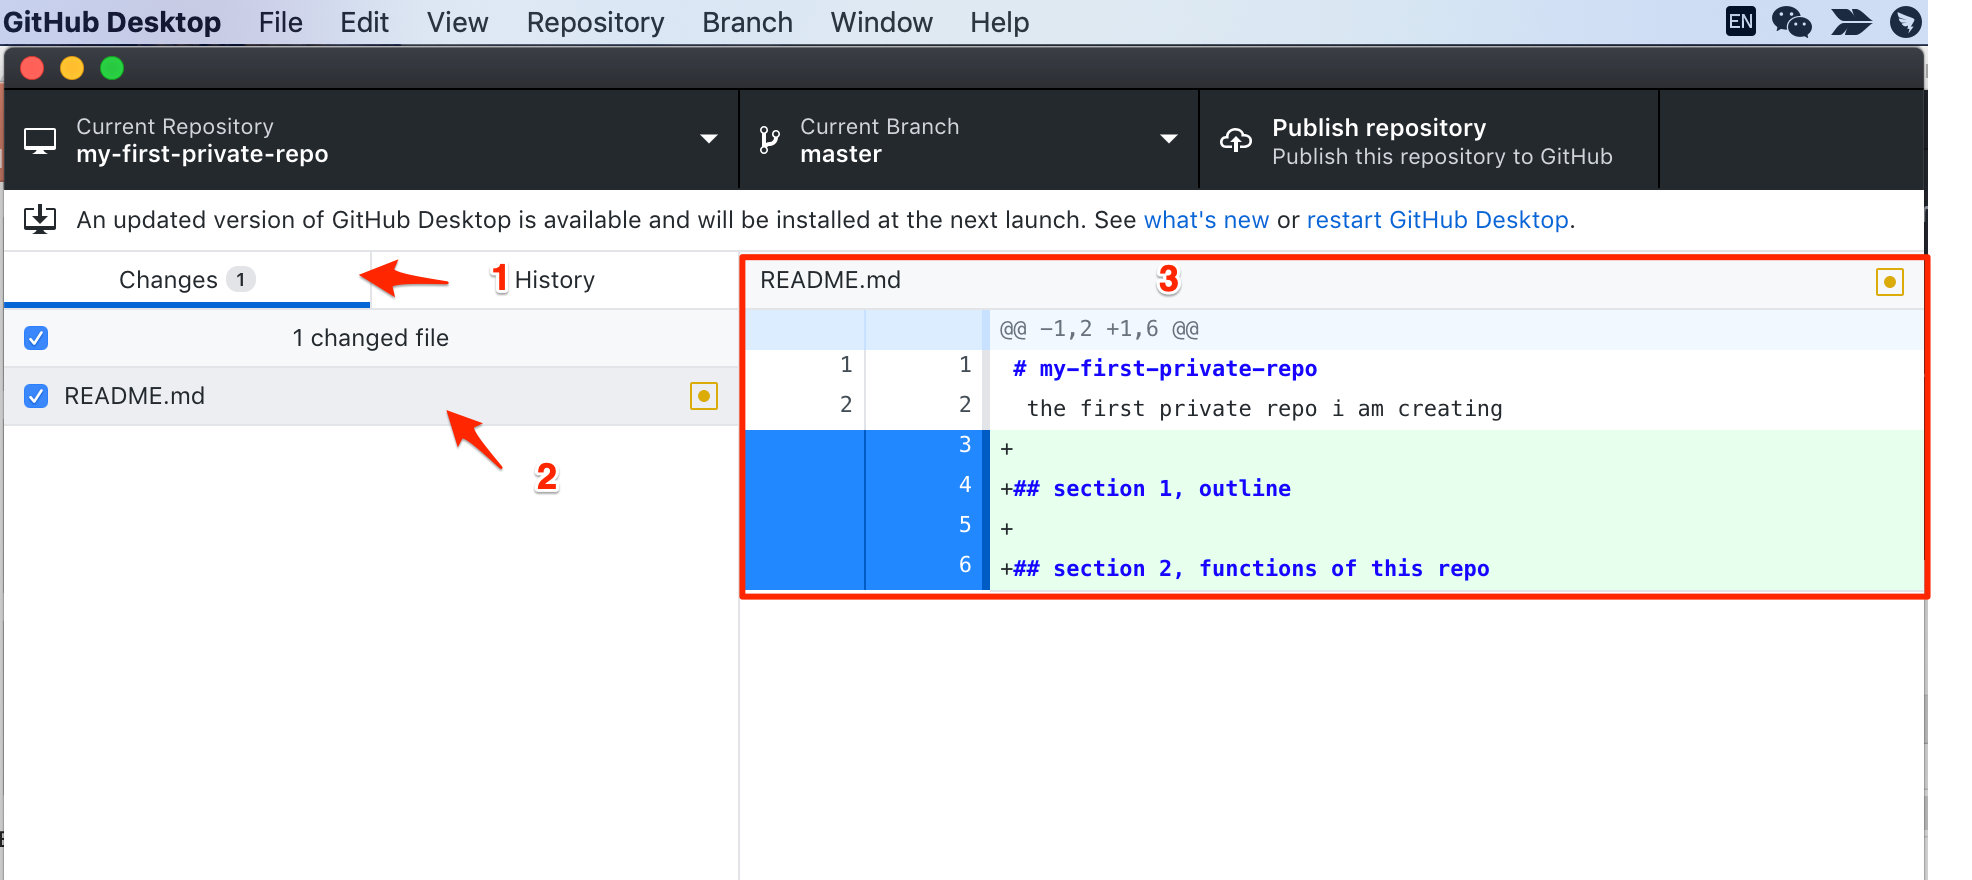 GitHub Desktop File Edit View Repository Branch Window Help EN
Current Repository
my-first-private-repo
Current Branch
master
Publish repository
Publish this repository to GitHub
An updated version of GitHub Desktop is available and will be installed at the next launch. See what's new or restart GitHub Desktop.
Changes 1
1 History
1 changed file
README.md
2
README.md 3
@@ -1,2 +1,6 @@
1 1 # my-first-private-repo
2 2 the first private repo i am creating
3 +
4 +## section 1, outline
5 +
6 +## section 2, functions of this repo